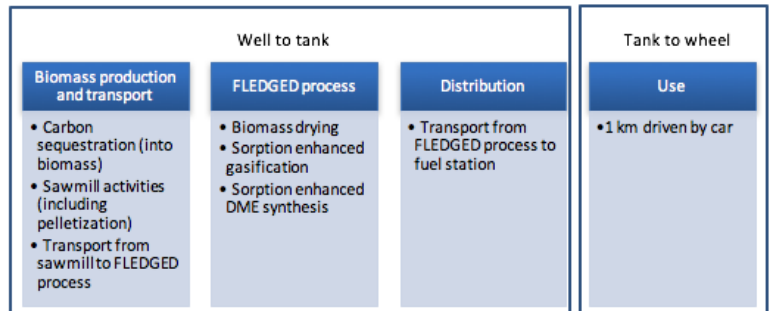 Well to tank
Tank to wheel
Biomass production
and transport
• Carbon
sequestration (into
biomass)
• Sawmill activities
(including
pelletization)
• Transport from
sawmill to FLEDGED
process
FLEDGED process
• Biomass drying
• Sorption enhanced
gasification
• Sorption enhanced
DME synthesis
Distribution
• Transport from
FLEDGED process to
fuel station
Use
•1 km driven by car